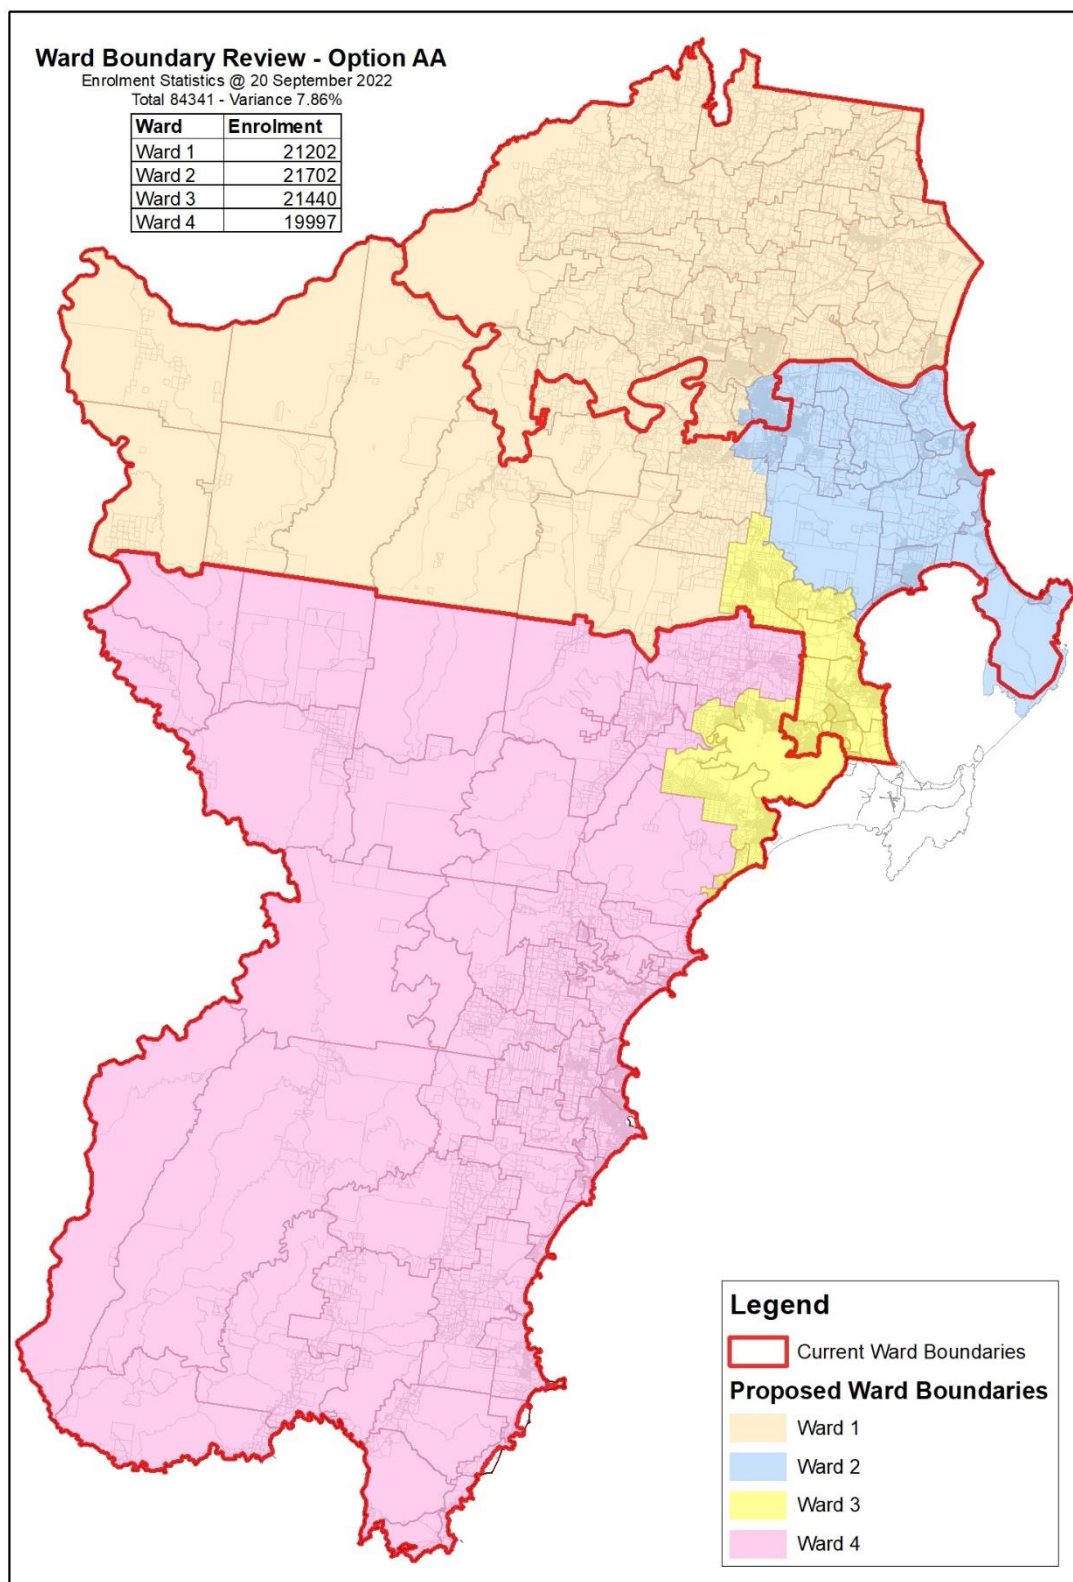 Ward Boundary Review - Option AA
Enrolment Statistics @ 20 September 2022
Total 84341 - Variance 7.86%
Ward Enrolment
Ward 1 21202
Ward 2 21702
Ward 3 21440
Ward 4 19997
Legend
Current Ward Boundaries
Proposed Ward Boundaries
Ward 1
Ward 2
Ward 3
Ward 4